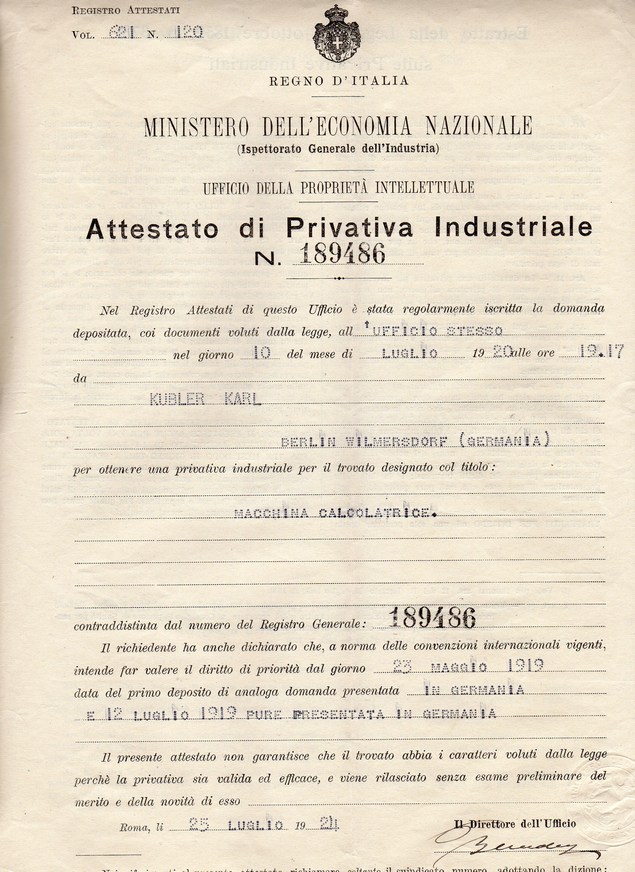 REGISTRO ATTESTATI
VOL. 621 N. 120
REGNO D'ITALIA
MINISTERO DELL'ECONOMIA NAZIONALE
(Ispettorato Generale dell'Industria)
UFFICIO DELLA PROPRIETÀ INTELLETTUALE
Attestato di Privativa Industriale
N. 189486
Nel Registro Attestati di questo Ufficio è stata regolarmente iscritta la domanda
depositata, coi documenti voluti dalla legge, all 'UFFICIO STESSO
nel giorno 10 del mese di LUGLIO 1920 alle ore 19.17
da
KUBLER KARL
BERLIN WILMERSDORF (GERMANIA)
per ottenere una privativa industriale per il trovato designato col titolo:
MACCHINA CALCOLATRICE.
contraddistinta dal numero del Registro Generale: 189486
Il richiedente ha anche dichiarato che, a norma delle convenzioni internazionali vigenti,
intende far valere il diritto di priorità dal giorno 23 MAGGIO 1919
data del primo deposito di analoga domanda presentata IN GERMANIA
E 12 LUGLIO 1919 PURE PRESENTATA IN GERMANIA
Il presente attestato non garantisce che il trovato abbia i caratteri voluti dalla legge
perchè la privativa sia valida ed efficace, e viene rilasciato senza esame preliminare del
merito e della novità di esso
Roma, li 25 LUGLIO 1924
Il Direttore dell'Ufficio